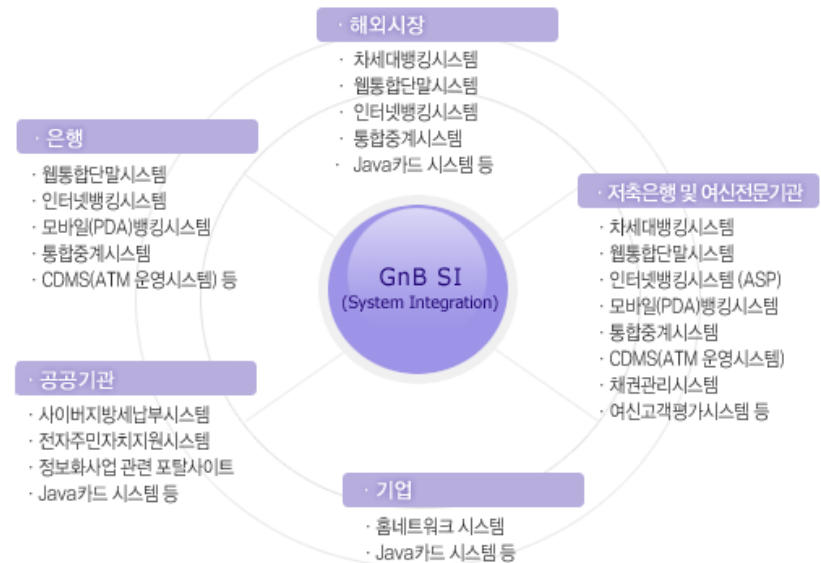 · 해외시장
· 차세대뱅킹시스템
· 웹통합단말시스템
· 인터넷뱅킹시스템
· 통합중계시스템
· Java카드 시스템 등
· 은행
· 웹통합단말시스템
· 인터넷뱅킹시스템
· 모바일(PDA)뱅킹시스템
· 통합중계시스템
· CDMS(ATM 운영시스템) 등
· 저축은행 및 여신전문기관
· 차세대뱅킹시스템
· 웹통합단말시스템
· 인터넷뱅킹시스템 (ASP)
· 모바일(PDA)뱅킹시스템
· 통합중계시스템
· CDMS(ATM 운영시스템)
· 채권관리시스템
· 여신고객평가시스템 등
GnB SI
(System Integration)
· 공공기관
· 사이버지방세납부시스템
· 전자주민자치지원시스템
· 정보화사업 관련 포탈사이트
· Java카드 시스템 등
· 기업
· 홈네트워크 시스템
· Java카드 시스템 등